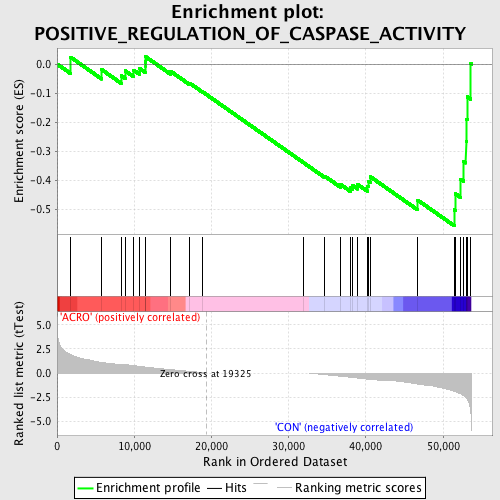 Enrichment plot:
POSITIVE_REGULATION_OF_CASPASE_ACTIVITY
Enrichment score (ES)
0.0
-0.1
-0.2
-0.3
-0.4
-0.5
'ACRO' (positively correlated)
Ranked list metric (tTest)
5.0
2.5
0.0
-2.5
-5.0
Zero cross at 19325
'CON' (negatively correlated)
0
10,000
20,000
30,000
40,000
50,000
Rank in Ordered Dataset
Enrichment profile
Hits
Ranking metric scores